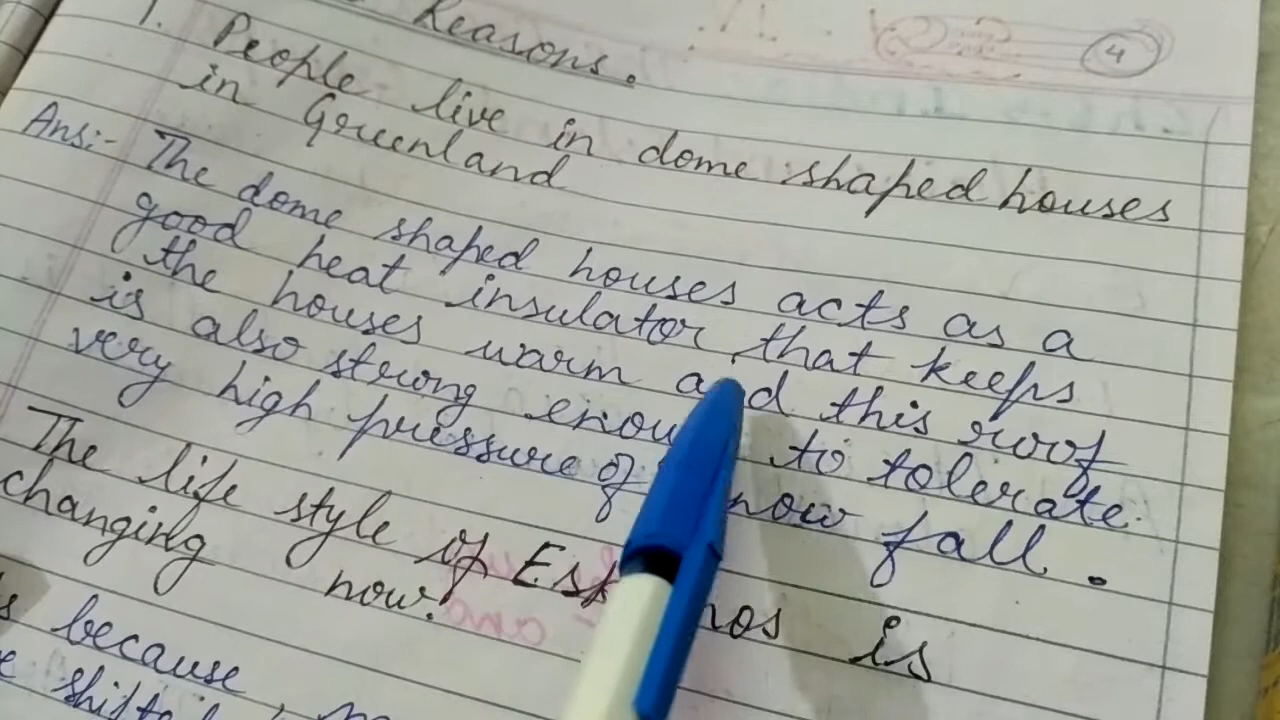 Reasons.
4
1. People live in dome shaped houses
in Greenland
Ans:- The dome shaped houses acts as a
good heat insulator that keeps
the houses warm and this roof
is also strong to tolerate
very high pressure of fall.
The life style of is
changing now.
because